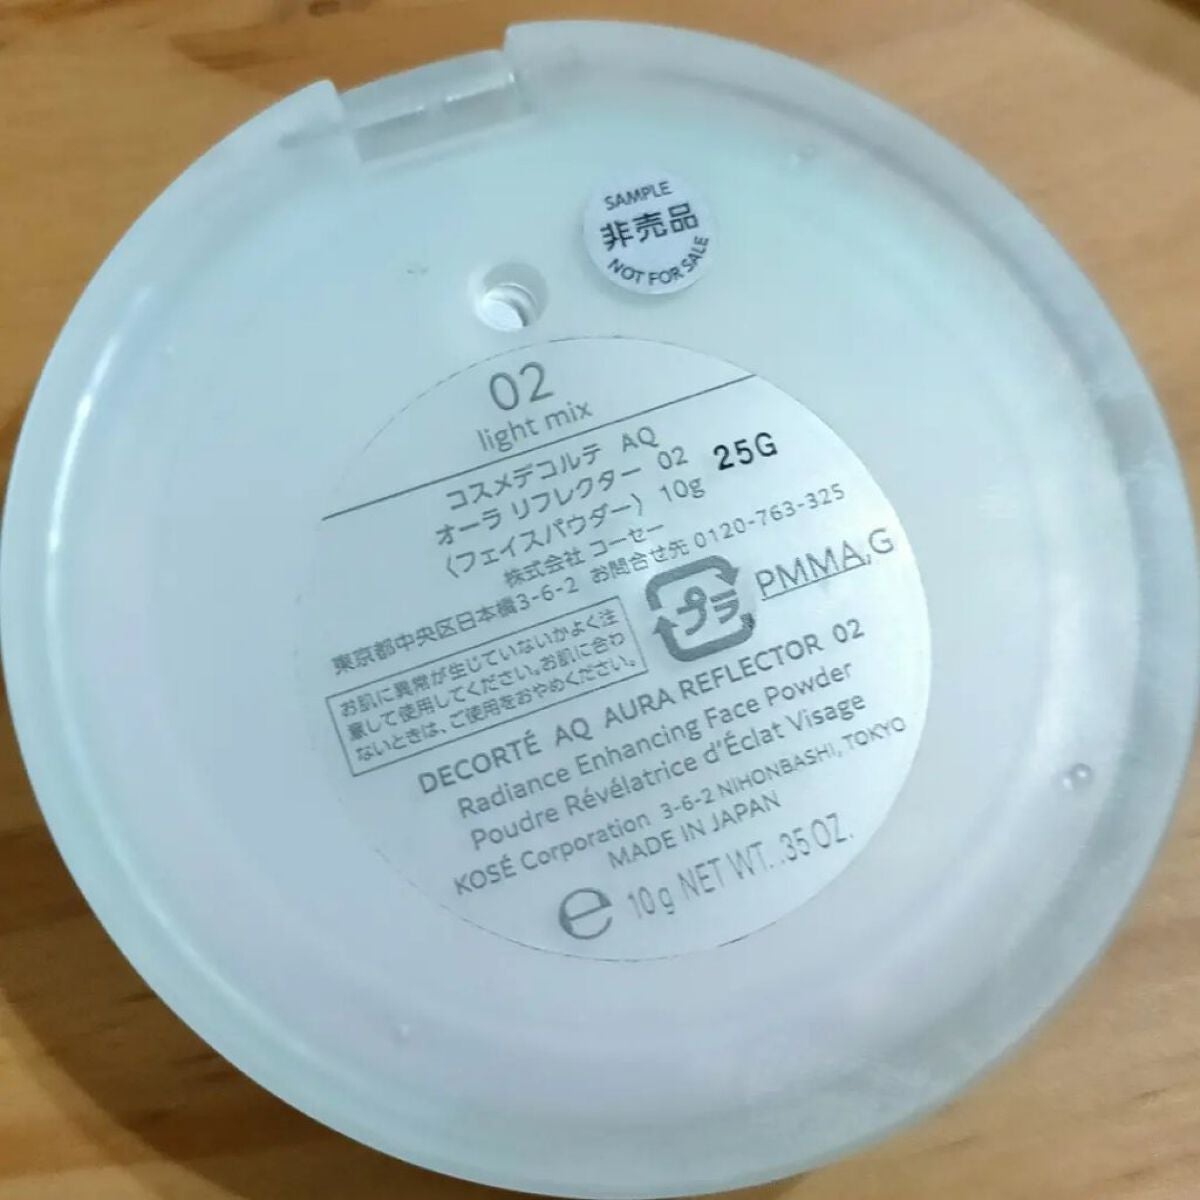 SAMPLE
非売品
NOT FOR SALE
02
light mix
コスメデコルテ AQ
オーラ リフレクター 02
〈フェイスパウダー〉 10g
25G
株式会社 コーセー
東京都中央区日本橋3-6-2 お問合せ先 0120-763-325
お肌に異常が生じていないかよく注
意して使用してください。お肌に合わ
ないときは、ご使用をおやめください。
プラ
PMMA,G
DECORTÉ AQ AURA REFLECTOR 02
Radiance Enhancing Face Powder
Poudre Révélatrice d'Éclat Visage
KOSÉ Corporation 3-6-2 NIHONBASHI, TOKYO
MADE IN JAPAN
e 10g NET WT. .35 OZ.